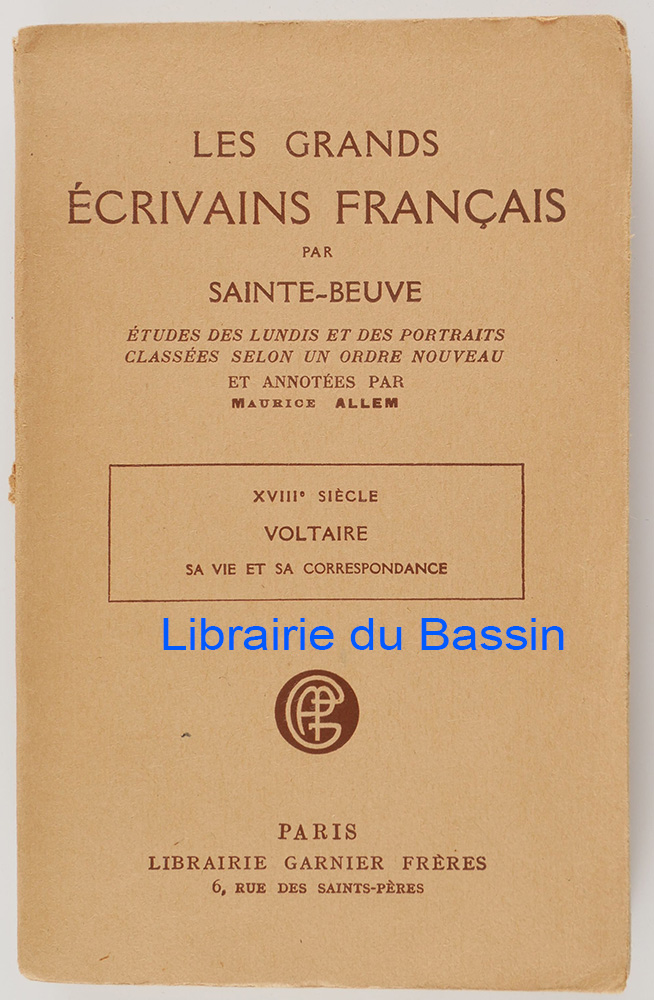 LES GRANDS
ÉCRIVAINS FRANÇAIS
PAR
SAINTE-BEUVE
ÉTUDES DES LUNDIS ET DES PORTRAITS
CLASSÉES SELON UN ORDRE NOUVEAU
ET ANNOTÉES PAR
MAURICE ALLEM
XVIIIe SIÈCLE
VOLTAIRE
SA VIE ET SA CORRESPONDANCE
Librairie du Bassin
PARIS
LIBRAIRIE GARNIER FRÈRES
6, RUE DES SAINTS-PÈRES